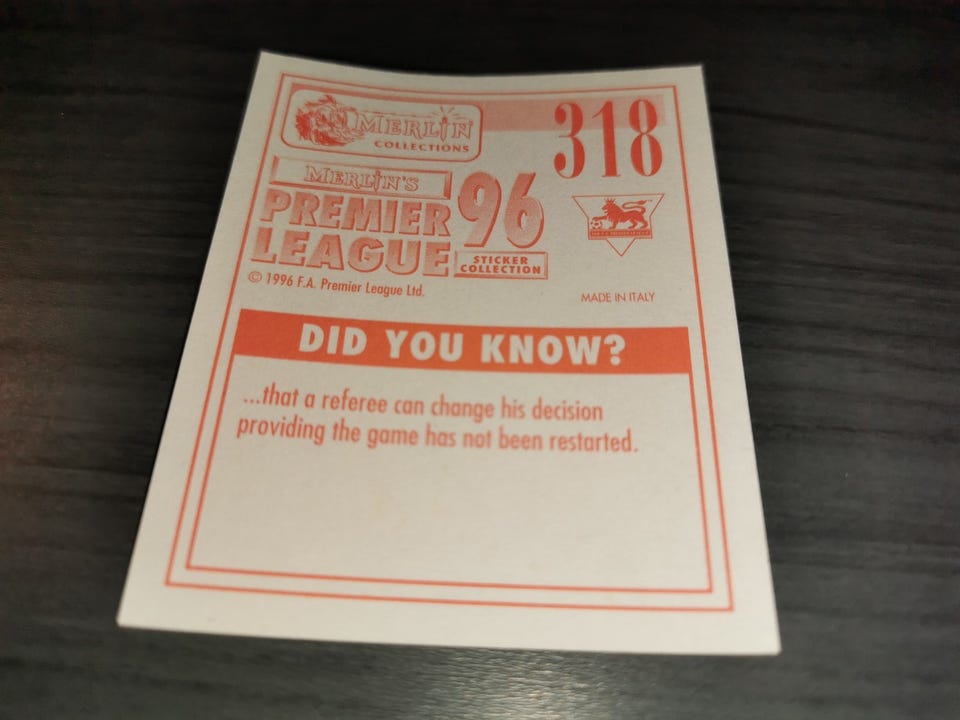 MERLIN
COLLECTIONS
318
MERLIN'S
PREMIER
LEAGUE
96
STICKER
COLLECTION
© 1996 F.A. Premier League Ltd.
MADE IN ITALY
DID YOU KNOW?
...that a referee can change his decision
providing the game has not been restarted.